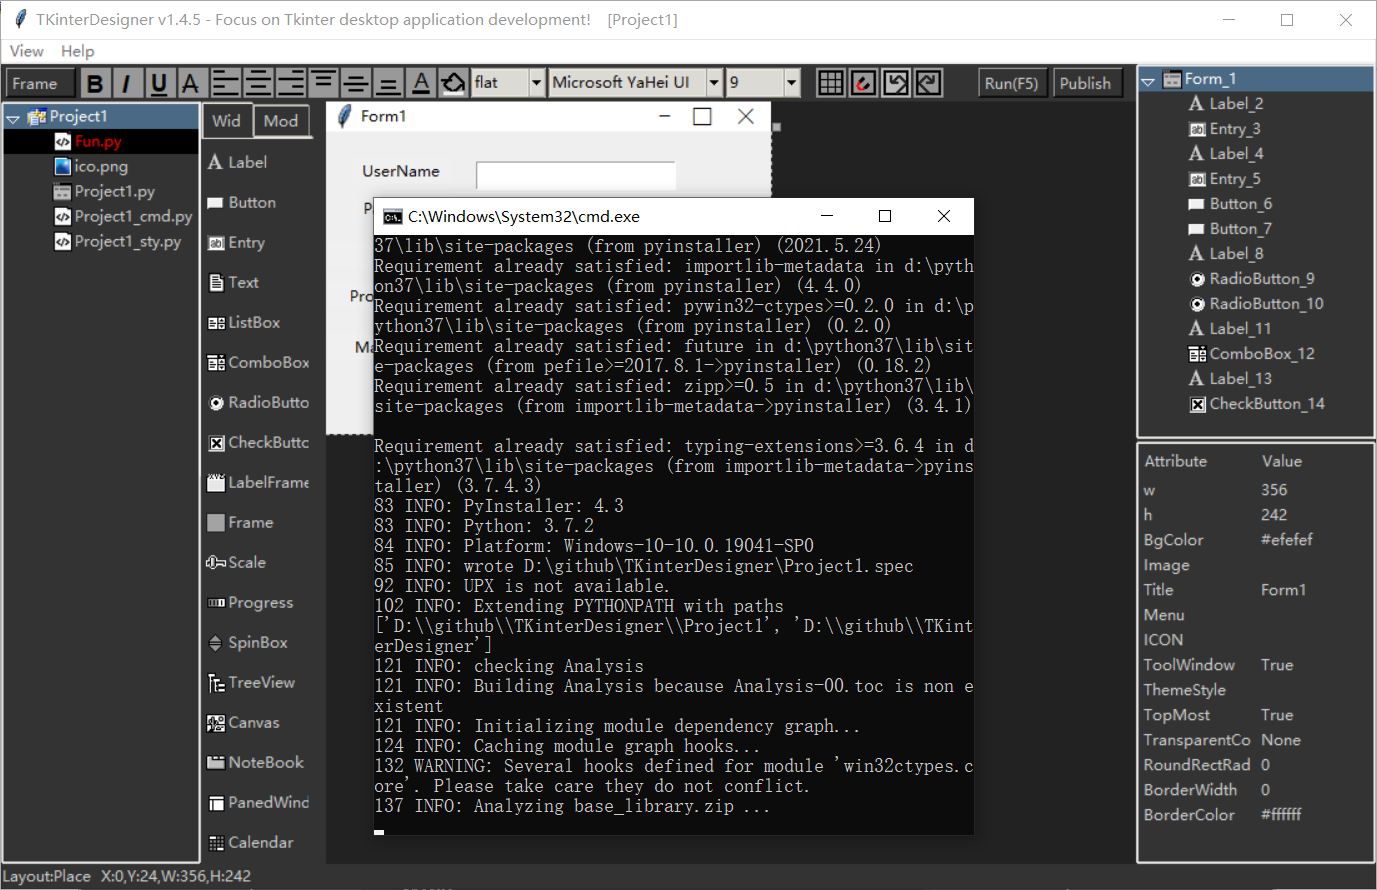 TKinterDesigner v1.4.5 - Focus on Tkinter desktop application development! [Project1]
View Help
Frame B I U A A flat Microsoft YaHei UI 9 Run(F5) Publish
Project1
Fun.py
ico.png
Project1.py
Project1_cmd.py
Project1_sty.py
Wid Mod
Label
Button
Entry
Text
ListBox
ComboBox
RadioButto
CheckButtc
LabelFrame
Frame
Scale
Progress
SpinBox
TreeView
Canvas
NoteBook
PanedWind
Calendar
Form1
UserName
P
Pro
Ma
C:\Windows\System32\cmd.exe
37\lib\site-packages (from pyinstaller) (2021.5.24)
Requirement already satisfied: importlib-metadata in d:\pyth
on37\lib\site-packages (from pyinstaller) (4.4.0)
Requirement already satisfied: pywin32-ctypes>=0.2.0 in d:\p
ython37\lib\site-packages (from pyinstaller) (0.2.0)
Requirement already satisfied: future in d:\python37\lib\sit
e-packages (from pefile>=2017.8.1->pyinstaller) (0.18.2)
Requirement already satisfied: zipp>=0.5 in d:\python37\lib\
site-packages (from importlib-metadata->pyinstaller) (3.4.1)
Requirement already satisfied: typing-extensions>=3.6.4 in d
:\python37\lib\site-packages (from importlib-metadata->pyins
taller) (3.7.4.3)
83 INFO: PyInstaller: 4.3
83 INFO: Python: 3.7.2
84 INFO: Platform: Windows-10-10.0.19041-SP0
85 INFO: wrote D:\github\TKinterDesigner\Project1.spec
92 INFO: UPX is not available.
102 INFO: Extending PYTHONPATH with paths
['D:\\github\\TKinterDesigner\\Project1', 'D:\\github\\TKint
erDesigner']
121 INFO: checking Analysis
121 INFO: Building Analysis because Analysis-00.toc is non e
xistent
121 INFO: Initializing module dependency graph...
124 INFO: Caching module graph hooks...
132 WARNING: Several hooks defined for module 'win32ctypes.c
ore'. Please take care they do not conflict.
137 INFO: Analyzing base_library.zip ...
Form_1
Label_2
Entry_3
Label_4
Entry_5
Button_6
Button_7
Label_8
RadioButton_9
RadioButton_10
Label_11
ComboBox_12
Label_13
CheckButton_14
Attribute Value
w 356
h 242
BgColor #efefef
Image
Title Form1
Menu
ICON
ToolWindow True
ThemeStyle
TopMost True
TransparentCo None
RoundRectRad 0
BorderWidth 0
BorderColor #ffffff
Layout:Place X:0,Y:24,W:356,H:242